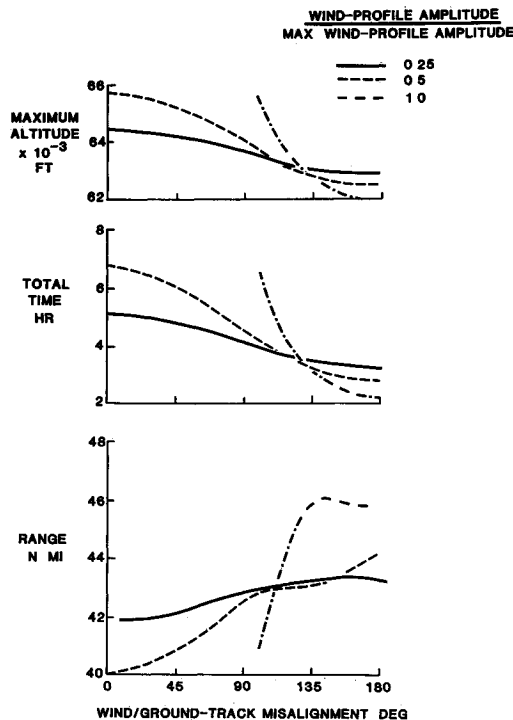 WIND-PROFILE AMPLITUDE
MAX WIND-PROFILE AMPLITUDE
0 25
0 5
1 0
MAXIMUM
ALTITUDE
x 10⁻³
FT
66
64
62
TOTAL
TIME
HR
8
6
4
2
RANGE
N MI
48
46
44
42
40
0
45
90
135
180
WIND/GROUND-TRACK MISALIGNMENT DEG